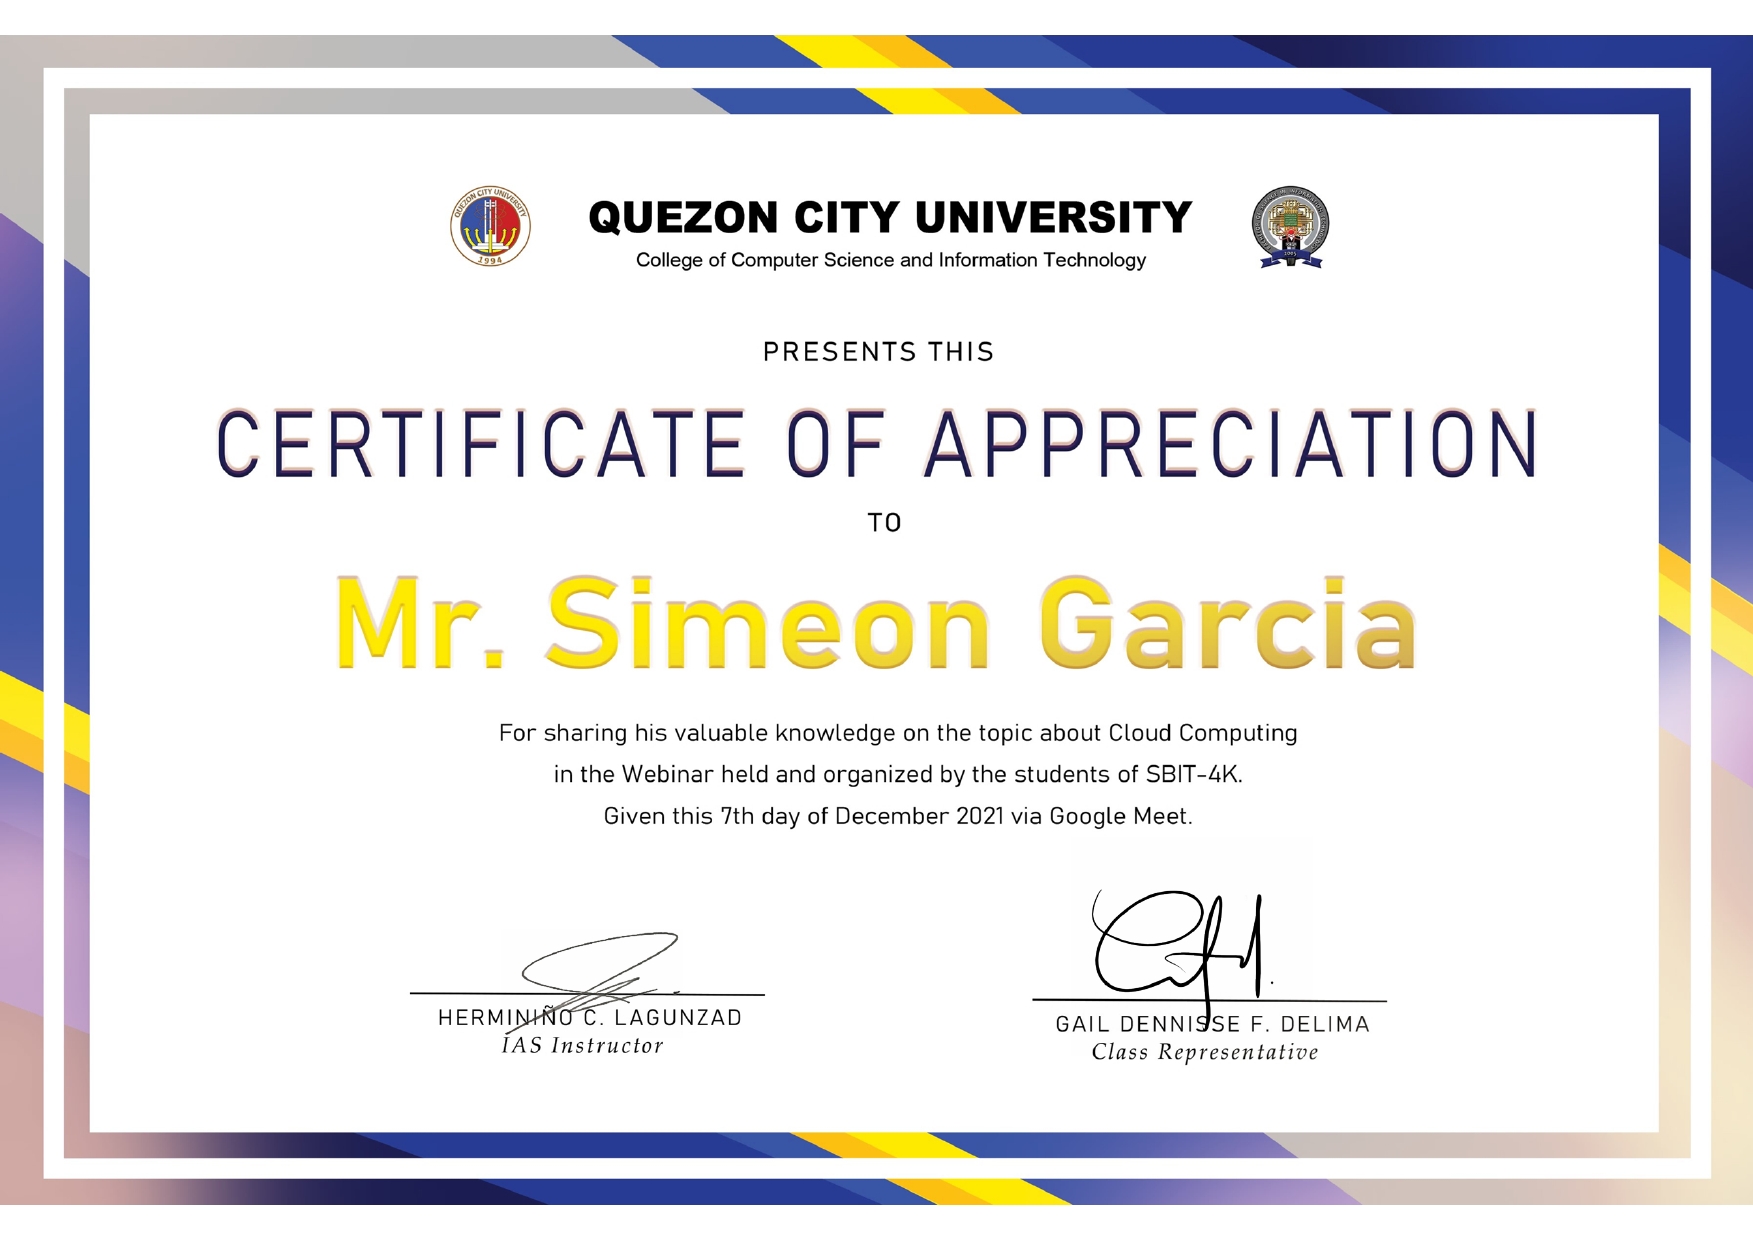 QUEZON CITY UNIVERSITY
1994
QUEZON CITY UNIVERSITY
College of Computer Science and Information Technology
PRESENTS THIS
CERTIFICATE OF APPRECIATION
TO
Mr. Simeon Garcia
For sharing his valuable knowledge on the topic about Cloud Computing
in the Webinar held and organized by the students of SBIT-4K.
Given this 7th day of December 2021 via Google Meet.
HERMINIÑO C. LAGUNZAD
IAS Instructor
GAIL DENNISSE F. DELIMA
Class Representative